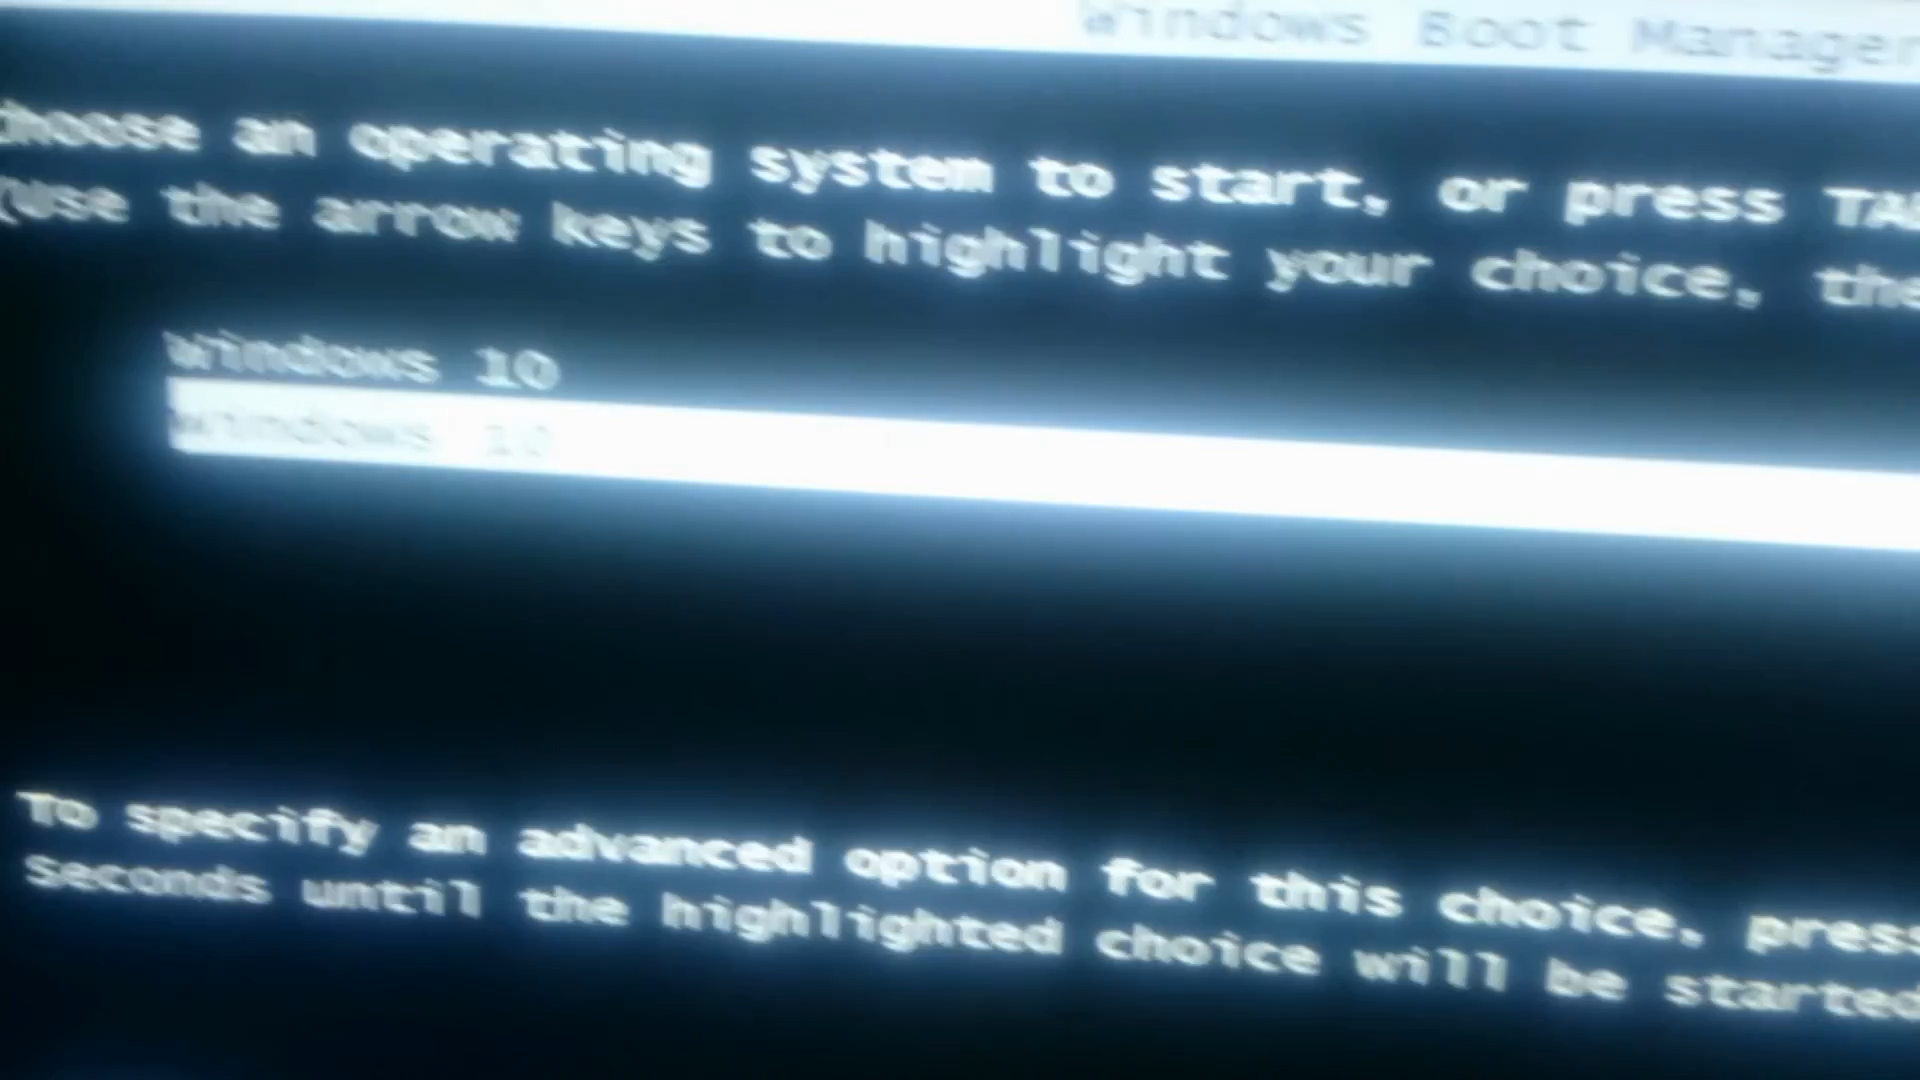 Windows Boot Manager
Choose an operating system to start, or press TAB
(Use the arrow keys to highlight your choice, the
Windows 10
Windows 10
To specify an advanced option for this choice, press
Seconds until the highlighted choice will be started